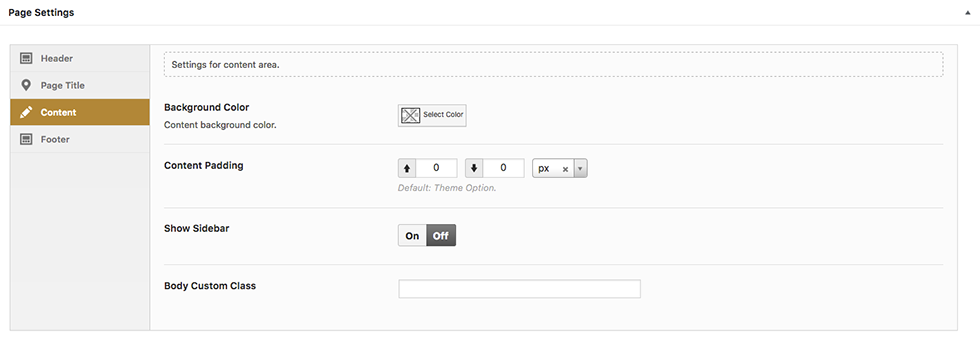 Page Settings
Header
Page Title
Content
Footer
Settings for content area.
Background Color
Content background color.
Select Color
Content Padding
0 0 px
Default: Theme Option.
Show Sidebar
On Off
Body Custom Class